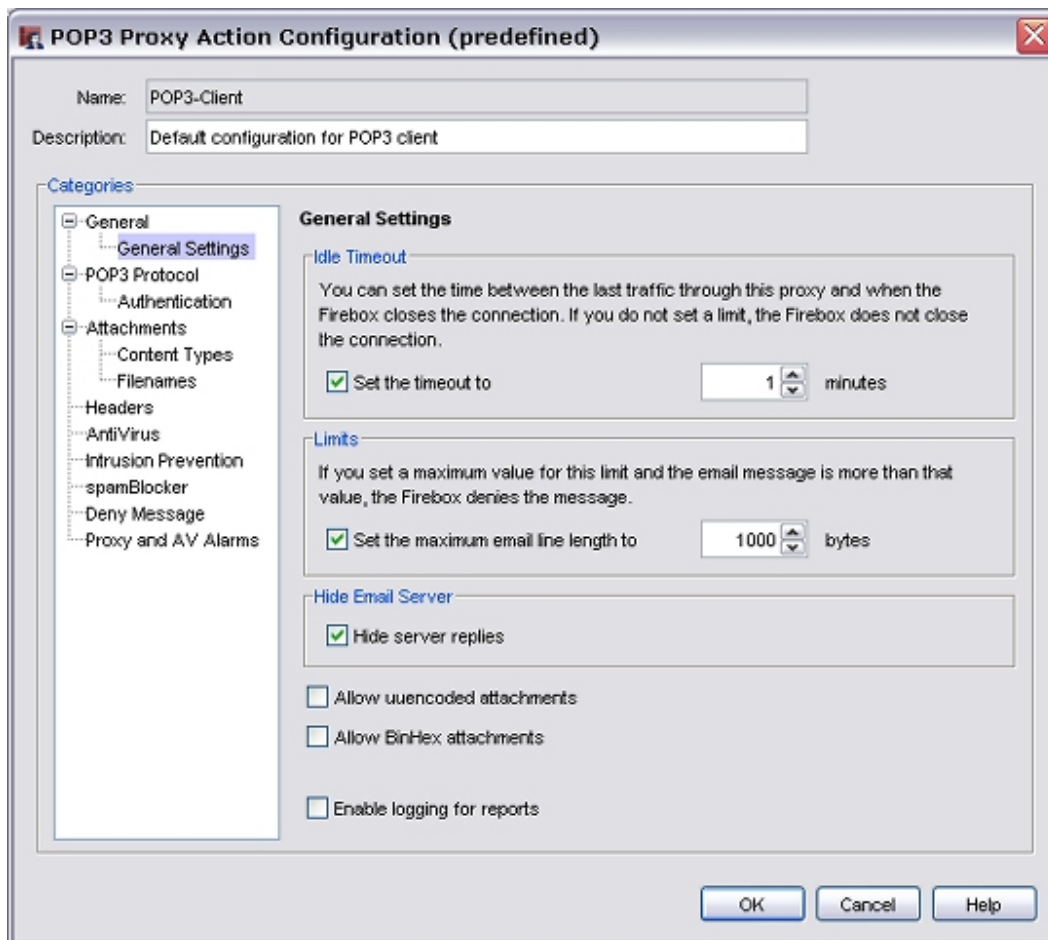 POP3 Proxy Action Configuration (predefined)
Name: POP3-Client
Description: Default configuration for POP3 client
Categories
General
General Settings
POP3 Protocol
Authentication
Attachments
Content Types
Filenames
Headers
AntiVirus
Intrusion Prevention
spamBlocker
Deny Message
Proxy and AV Alarms
General Settings
Idle Timeout
You can set the time between the last traffic through this proxy and when the
Firebox closes the connection. If you do not set a limit, the Firebox does not close
the connection.
Set the timeout to 1 minutes
Limits
If you set a maximum value for this limit and the email message is more than that
value, the Firebox denies the message.
Set the maximum email line length to 1000 bytes
Hide Email Server
Hide server replies
Allow uuencoded attachments
Allow BinHex attachments
Enable logging for reports
OK Cancel Help